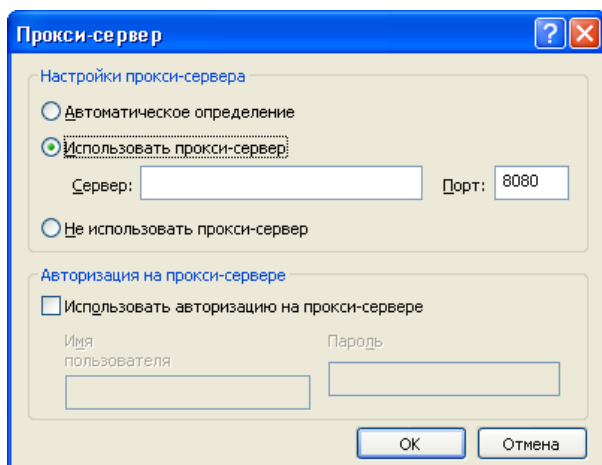 Прокси-сервер
Настройки прокси-сервера
Автоматическое определение
Использовать прокси-сервер
Сервер: Порт: 8080
Не использовать прокси-сервер
Авторизация на прокси-сервере
Использовать авторизацию на прокси-сервере
Имя Пароль
пользователя
ОК Отмена